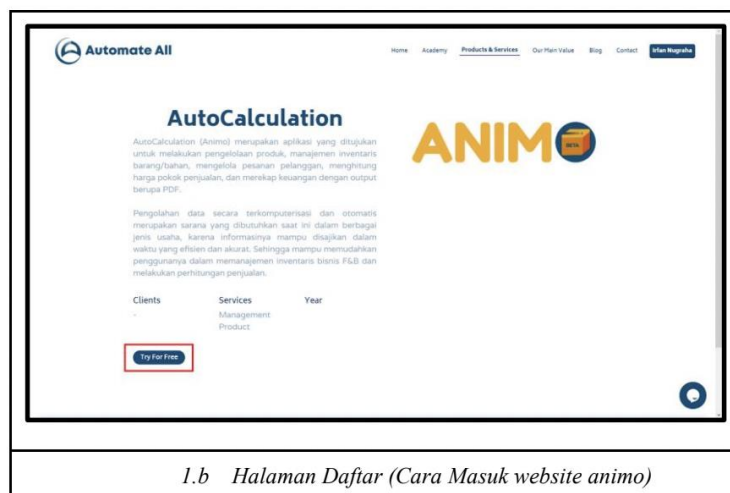 Automate All
Home Academy Products & Services Our Main Value Blog Contact Irfan Nugraha
AutoCalculation
AutoCalculation (Animo) merupakan aplikasi yang ditujukan
untuk melakukan pengelolaan produk, manajemen inventaris
barang/bahan, mengelola pesanan pelanggan, menghitung
harga pokok penjualan, dan merekap keuangan dengan output
berupa PDF.
Pengolahan data secara terkomputerisasi dan otomatis
merupakan sarana yang dibutuhkan saat ini dalam berbagai
jenis usaha, karena informasinya mampu disajikan dalam
waktu yang efisien dan akurat. Sehingga mampu memudahkan
penggunanya dalam memanajemen inventaris bisnis F&B dan
melakukan perhitungan penjualan.
ANIMO
BETA
Clients Services Year
- Management
Product
Try For Free
1.b Halaman Daftar (Cara Masuk website animo)